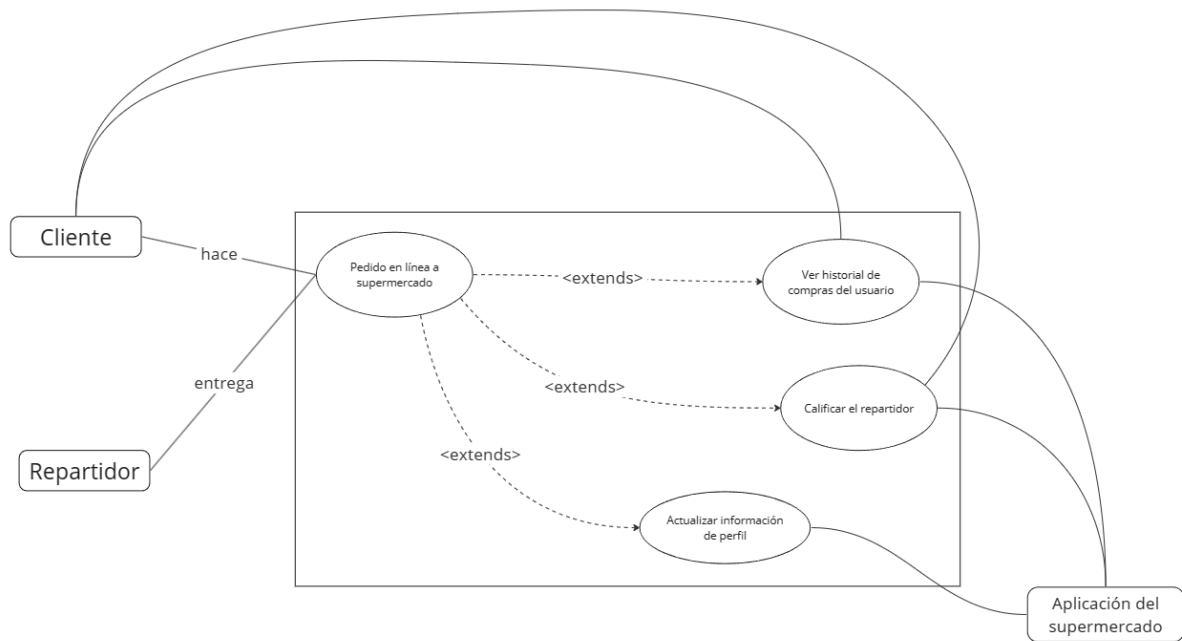 Cliente
hace
Pedido en línea a
supermercado
<extends>
Ver historial de
compras del usuario
entrega
<extends>
Calificar el repartidor
Repartidor
<extends>
Actualizar información
de perfil
Aplicación del
supermercado